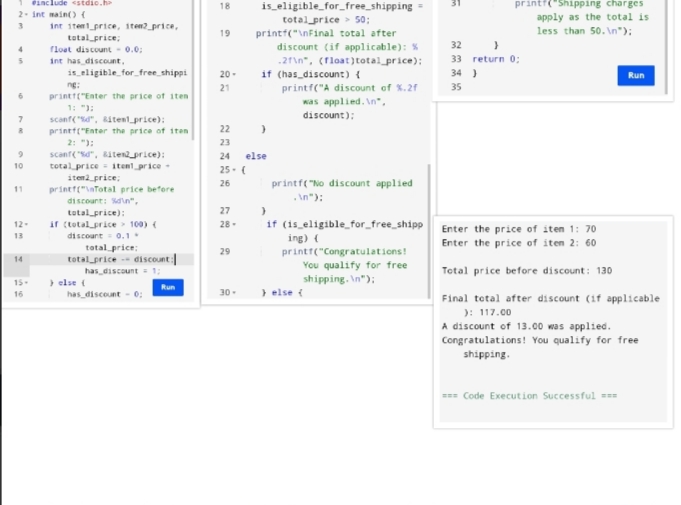 1 #include <stdio.h>
2 int main() {
3 int item1_price, item2_price,
total_price;
4 float discount = 0.0;
5 int has_discount,
is_eligible_for_free_shippi
ng;
6 printf("Enter the price of item
1: ");
7 scanf("%d", &item1_price);
8 printf("Enter the price of item
2: ");
9 scanf("%d", &item2_price);
10 total_price = item1_price +
item2_price;
11 printf("\nTotal price before
discount: %d\n",
total_price);
12 if (total_price > 100) {
13 discount = 0.1 *
total_price;
14 total_price -= discount;
has_discount = 1;
15 } else {
16 has_discount = 0;
Run
18 is_eligible_for_free_shipping =
total_price > 50;
19 printf("\nFinal total after
discount (if applicable): %
.2f\n", (float)total_price);
20 if (has_discount) {
21 printf("A discount of %.2f
was applied.\n",
discount);
22 }
23
24 else
25 {
26 printf("No discount applied
.\n");
27 }
28 if (is_eligible_for_free_shipp
ing) {
29 printf("Congratulations!
You qualify for free
shipping.\n");
30 } else {
31 printf("Shipping charges
apply as the total is
less than 50.\n");
32 }
33 return 0;
34 }
35
Run
Enter the price of item 1: 70
Enter the price of item 2: 60
Total price before discount: 130
Final total after discount (if applicable
): 117.00
A discount of 13.00 was applied.
Congratulations! You qualify for free
shipping.
=== Code Execution Successful ===